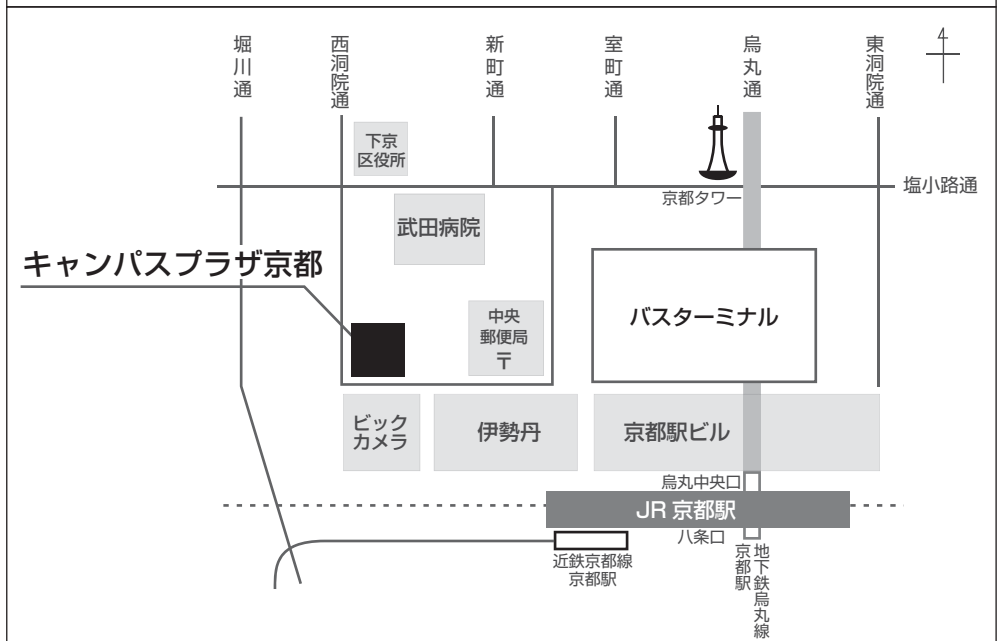 堀川通
西洞院通
新町通
室町通
烏丸通
東洞院通
4
下京
区役所
塩小路通
京都タワー
武田病院
キャンパスプラザ京都
バスターミナル
中央
郵便局
〒
ビック
カメラ
伊勢丹
京都駅ビル
烏丸中央口
JR 京都駅
八条口
近鉄京都線
京都駅
地下鉄烏丸線
京都駅